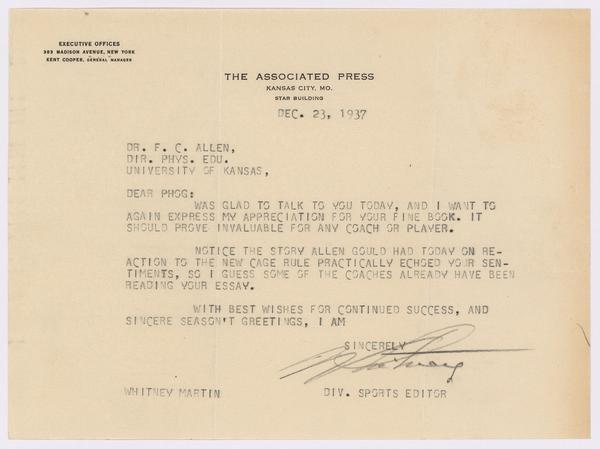 EXECUTIVE OFFICES
383 MADISON AVENUE, NEW YORK
KENT COOPER, GENERAL MANAGER
THE ASSOCIATED PRESS
KANSAS CITY, MO.
STAR BUILDING
DEC. 23, 1937
DR. F. C. ALLEN,
DIR. PHYS. EDU.
UNIVERSITY OF KANSAS,
DEAR PHOG:
WAS GLAD TO TALK TO YOU TODAY, AND I WANT TO
AGAIN EXPRESS MY APPRECIATION FOR YOUR FINE BOOK. IT
SHOULD PROVE INVALUABLE FOR ANY COACH OR PLAYER.
NOTICE THE STORY ALLEN GOULD HAD TODAY ON RE-
ACTION TO THE NEW CAGE RULE PRACTICALLY ECHOED YOUR SEN-
TIMENTS, SO I GUESS SOME OF THE COACHES ALREADY HAVE BEEN
READING YOUR ESSAY.
WITH BEST WISHES FOR CONTINUED SUCCESS, AND
SINCERE SEASON'T GREETINGS, I AM
SINCERELY
Whitney
WHITNEY MARTIN DIV. SPORTS EDITOR